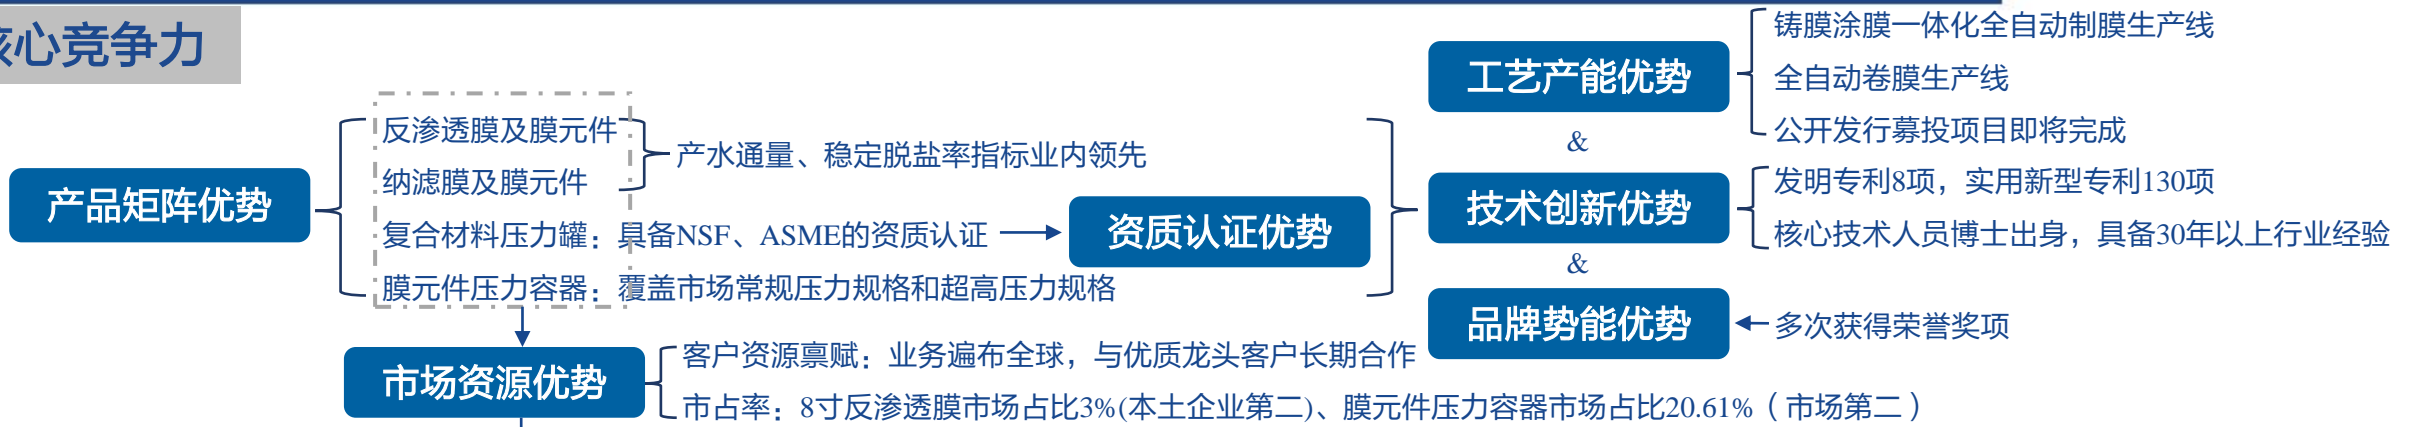 核心竞争力
产品矩阵优势
反渗透膜及膜元件
纳滤膜及膜元件
产水通量、稳定脱盐率指标业内领先
复合材料压力罐：具备NSF、ASME的资质认证
膜元件压力容器：覆盖市场常规压力规格和超高压力规格
资质认证优势
工艺产能优势
铸膜涂膜一体化全自动制膜生产线
全自动卷膜生产线
公开发行募投项目即将完成
&
技术创新优势
发明专利8项，实用新型专利130项
核心技术人员博士出身，具备30年以上行业经验
&
品牌势能优势
多次获得荣誉奖项
市场资源优势
客户资源禀赋：业务遍布全球，与优质龙头客户长期合作
市占率：8寸反渗透膜市场占比3%(本土企业第二)、膜元件压力容器市场占比20.61%（市场第二）